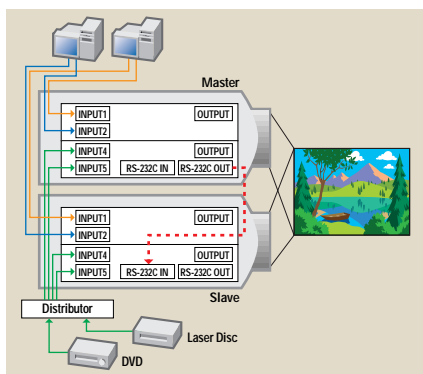 Master
INPUT1 OUTPUT
INPUT2
INPUT4 OUTPUT
INPUT5 RS-232C IN RS-232C OUT
INPUT1 OUTPUT
INPUT2
INPUT4 OUTPUT
INPUT5 RS-232C IN RS-232C OUT
Slave
Distributor
Laser Disc
DVD